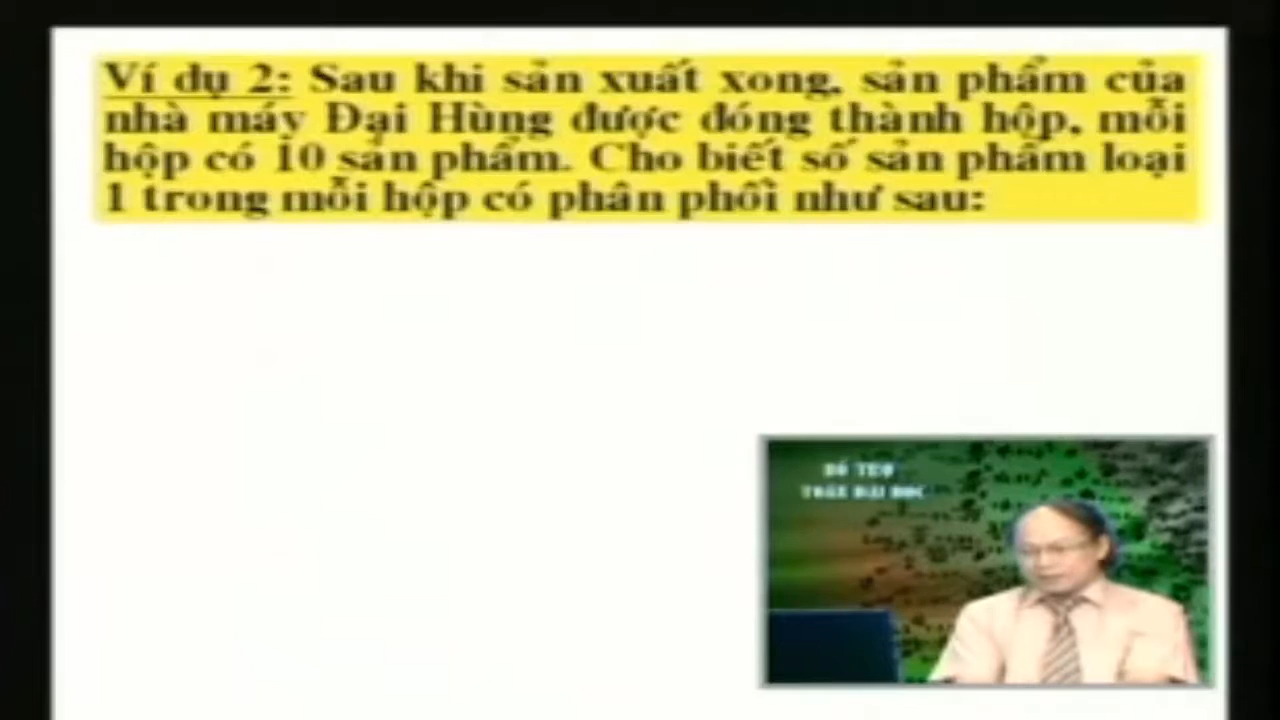 Ví dụ 2: Sau khi sản xuất xong, sản phẩm của
nhà máy Đại Hùng được đóng thành hộp, mỗi
hộp có 10 sản phẩm. Cho biết số sản phẩm loại
1 trong mỗi hộp có phân phối như sau: